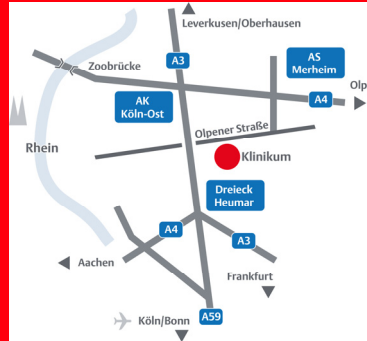 Leverkusen/Oberhausen
A3
Zoobrücke
AS
Merheim
Olp
A4
AK
Köln-Ost
Olpener Straße
Rhein
Klinikum
Dreieck
Heumar
A4
A3
Aachen
Frankfurt
Köln/Bonn
A59